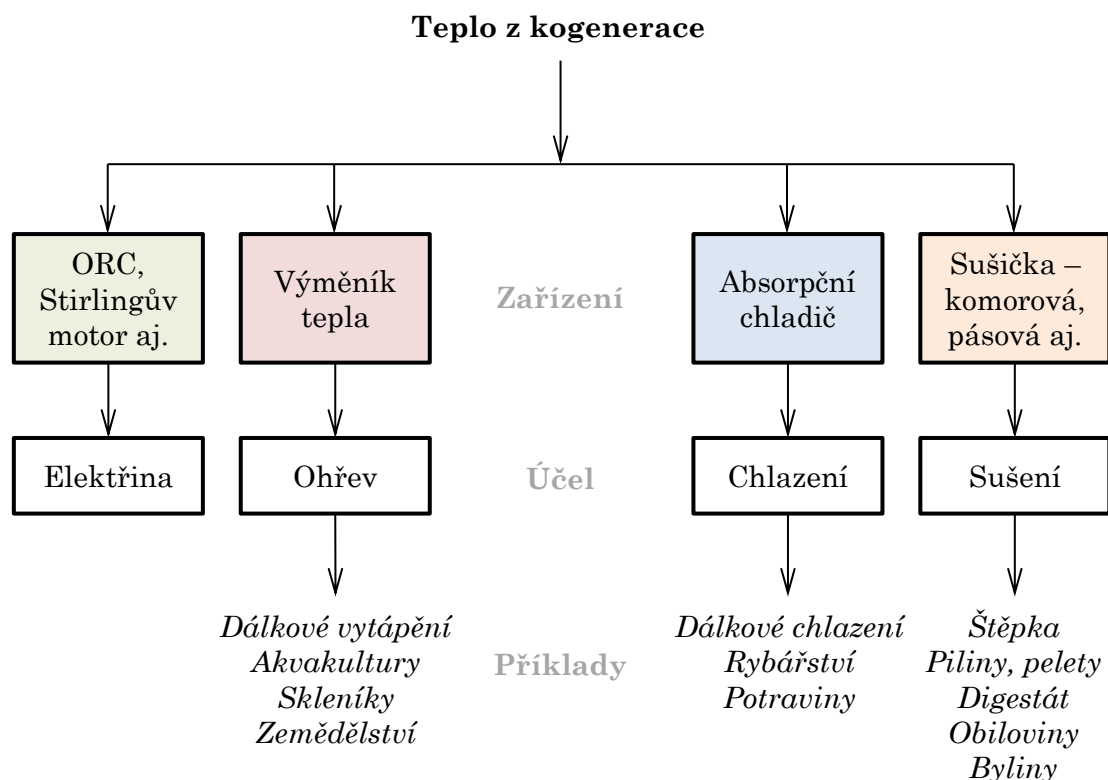 Teplo z kogenerace
ORC,
Stirlingův
motor aj.
Výměník
tepla
Zařízení
Absorpční
chladič
Sušička –
komorová,
pásová aj.
Elektřina
Ohřev
Účel
Chlazení
Sušení
Dálkové vytápění
Akvakultury
Skleníky
Zemědělství
Příklady
Dálkové chlazení
Rybářství
Potraviny
Štěpka
Piliny, pelety
Digestát
Obiloviny
Byliny